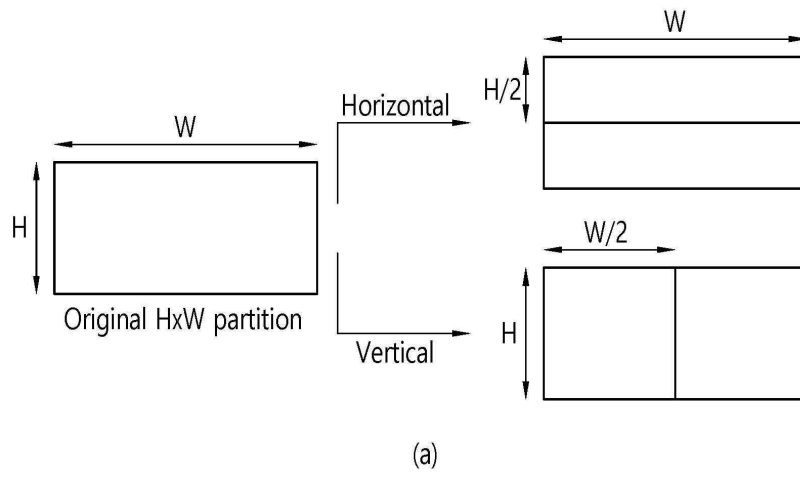 W
H
Original HxW partition
Horizontal
Vertical
W
H/2
W/2
H
(a)